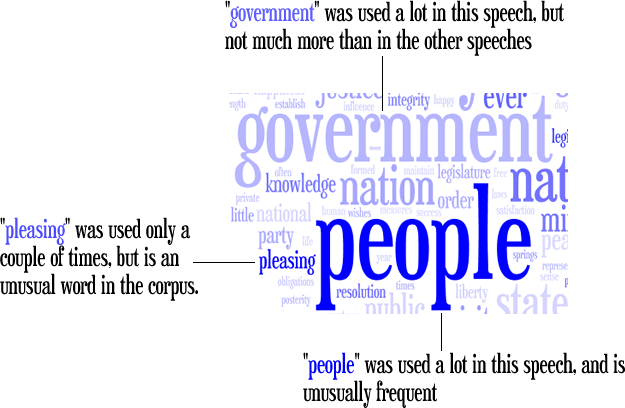 "government" was used a lot in this speech, but
not much more than in the other speeches
establish
influence
integrity
happy
ever
government
often
formed
maintain
legislature
free
private
knowledge
nation
order
laws
nat
little
national
human
wishes
measures
success
satisfaction
mi
party
life
people
pea
"pleasing" was used only a
couple of times, but is an
unusual word in the corpus.
pleasing
year
springs
represe
sense
obligations
resolution
times
liberty
posterity
public
state
"people" was used a lot in this speech, and is
unusually frequent